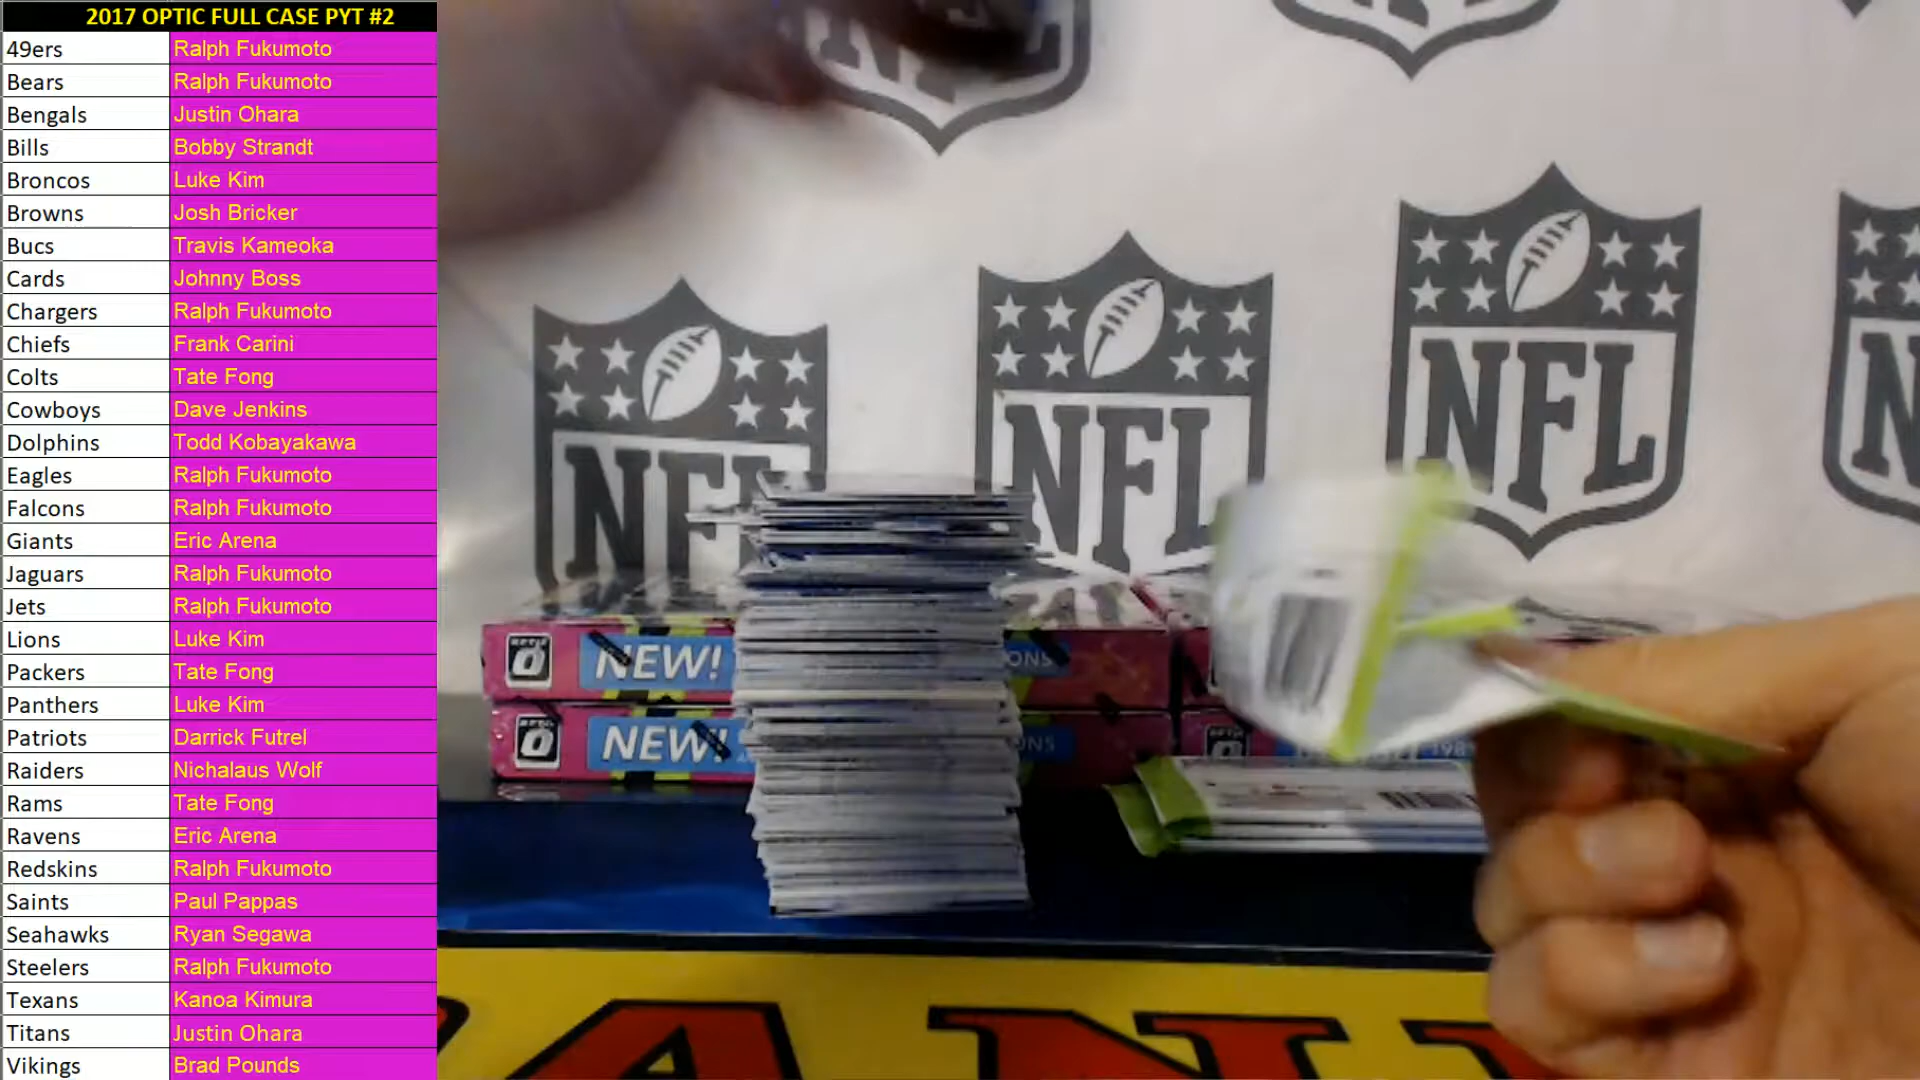 2017 OPTIC FULL CASE PYT #2
49ers Ralph Fukumoto
Bears Ralph Fukumoto
Bengals Justin Ohara
Bills Bobby Strandt
Broncos Luke Kim
Browns Josh Bricker
Bucs Travis Kameoka
Cards Johnny Boss
Chargers Ralph Fukumoto
Chiefs Frank Carini
Colts Tate Fong
Cowboys Dave Jenkins
Dolphins Todd Kobayakawa
Eagles Ralph Fukumoto
Falcons Ralph Fukumoto
Giants Eric Arena
Jaguars Ralph Fukumoto
Jets Ralph Fukumoto
Lions Luke Kim
Packers Tate Fong
Panthers Luke Kim
Patriots Darrick Futrel
Raiders Nichalaus Wolf
Rams Tate Fong
Ravens Eric Arena
Redskins Ralph Fukumoto
Saints Paul Pappas
Seahawks Ryan Segawa
Steelers Ralph Fukumoto
Texans Kanoa Kimura
Titans Justin Ohara
Vikings Brad Pounds
NFL
NFL
NFL
NFL
OPTIC NEW!
OPTIC NEW!